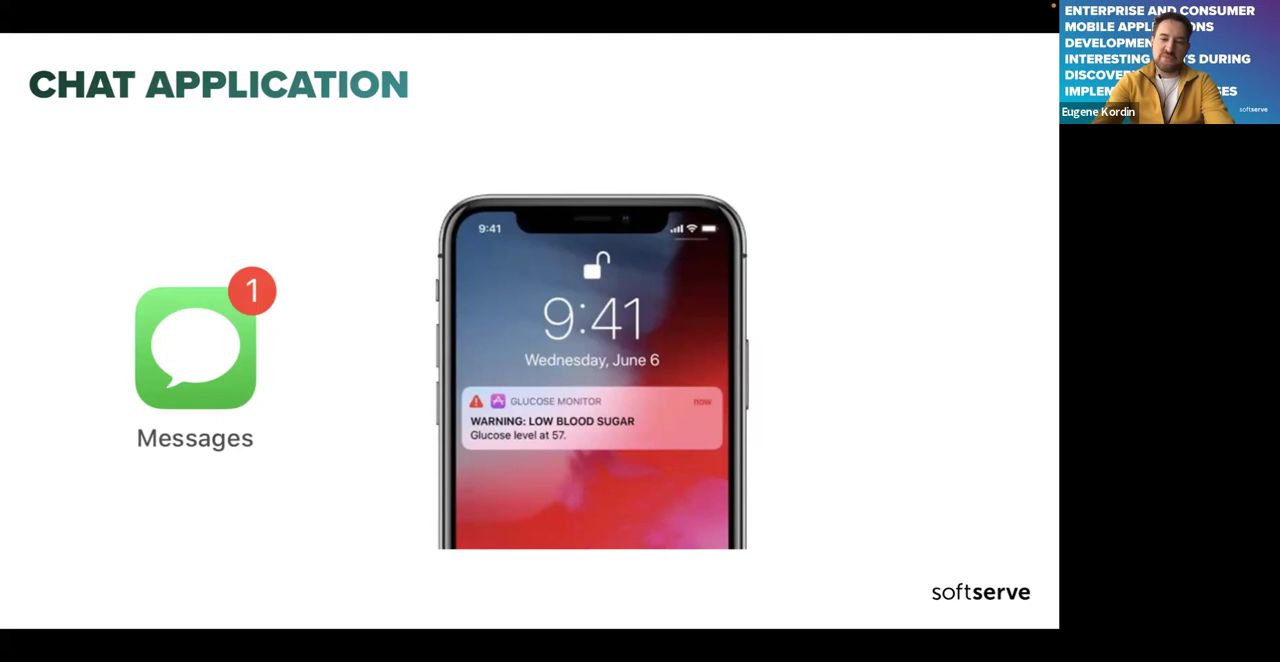 CHAT APPLICATION
1
Messages
9:41
9:41
Wednesday, June 6
GLUCOSE MONITOR
now
WARNING: LOW BLOOD SUGAR
Glucose level at 57.
softserve
ENTERPRISE AND CONSUMER
MOBILE
DEVELOPMEN
INTERESTING
DURING
DISCOVE
IMPLEM
softserve
Eugene Kordin